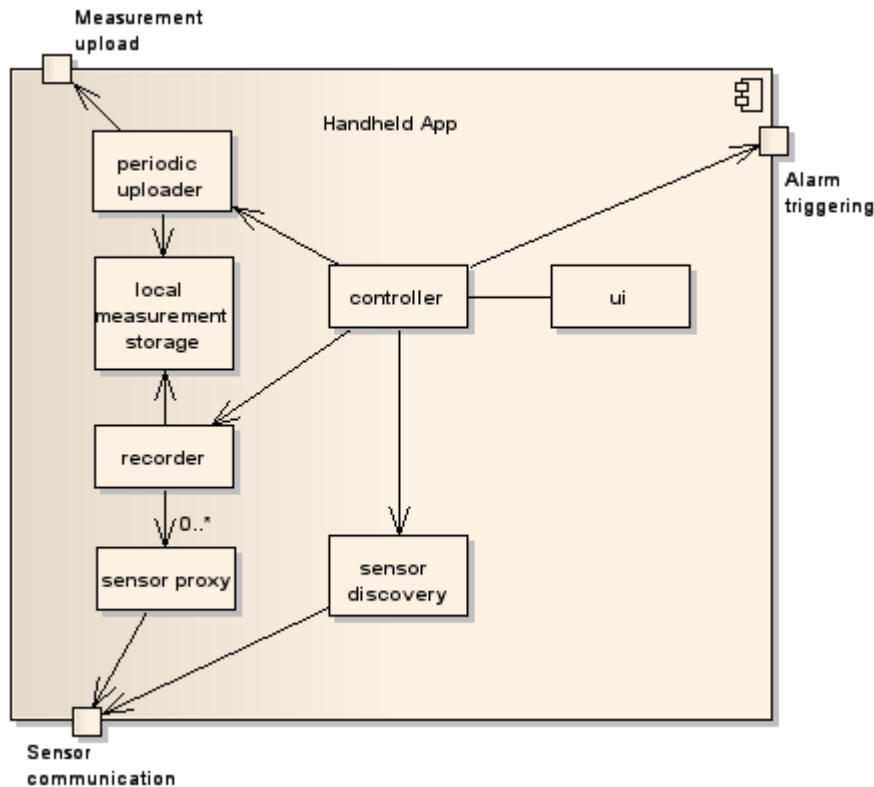 Measurement
upload
Handheld App
periodic
uploader
Alarm
triggering
local
measurement
storage
controller
ui
recorder
0..*
sensor proxy
sensor
discovery
Sensor
communication